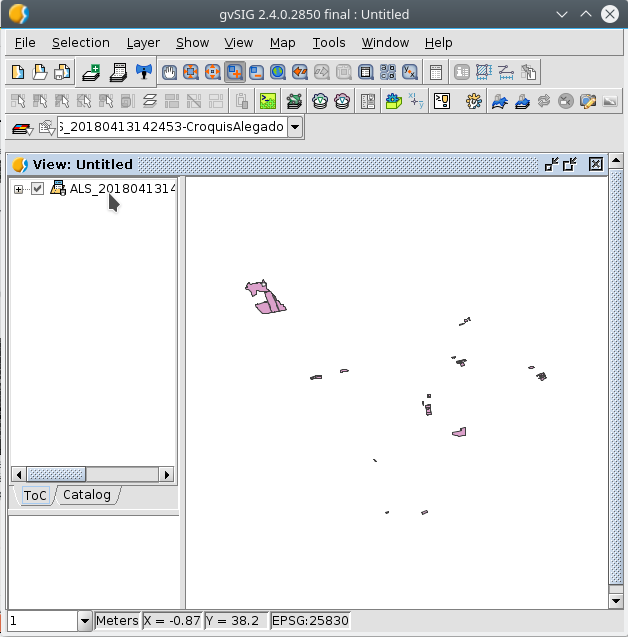 gvSIG 2.4.0.2850 final : Untitled
File Selection Layer Show View Map Tools Window Help
S_20180413142453-CroquisAlegado
View: Untitled
ALS_2018041314
ToC Catalog
1 Meters X = -0.87 Y = 38.2 EPSG:25830